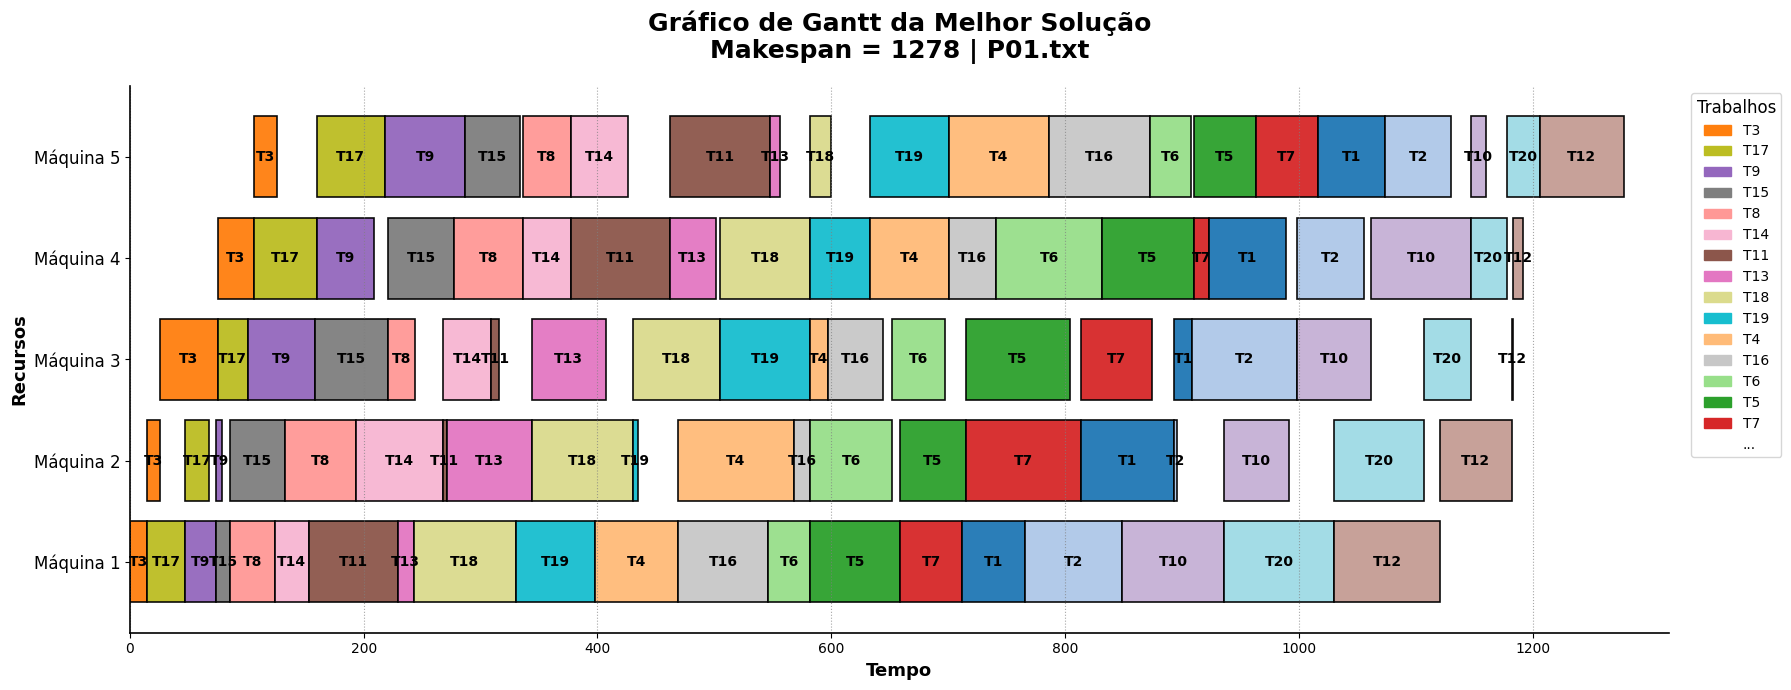 Gráfico de Gantt da Melhor Solução
Makespan = 1278 | P01.txt
Trabalhos
T3
T17
T9
T15
T8
T14
T11
T13
T18
T19
T4
T16
T6
T5
T7
...
Recursos
Máquina 5
T3 T17 T9 T15 T8 T14 T11 T13 T18 T19 T4 T16 T6 T5 T7 T1 T2 T10 T20 T12
Máquina 4
T3 T17 T9 T15 T8 T14 T11 T13 T18 T19 T4 T16 T6 T5 T7 T1 T2 T10 T20 T12
Máquina 3
T3 T17 T9 T15 T8 T14 T11 T13 T18 T19 T4 T16 T6 T5 T7 T1 T2 T10 T20 T12
Máquina 2
T3 T17 T9 T15 T8 T14 T11 T13 T18 T19 T4 T16 T6 T5 T7 T1 T2 T10 T20 T12
Máquina 1
T3 T17 T9 T15 T8 T14 T11 T13 T18 T19 T4 T16 T6 T5 T7 T1 T2 T10 T20 T12
0 200 400 600 800 1000 1200
Tempo